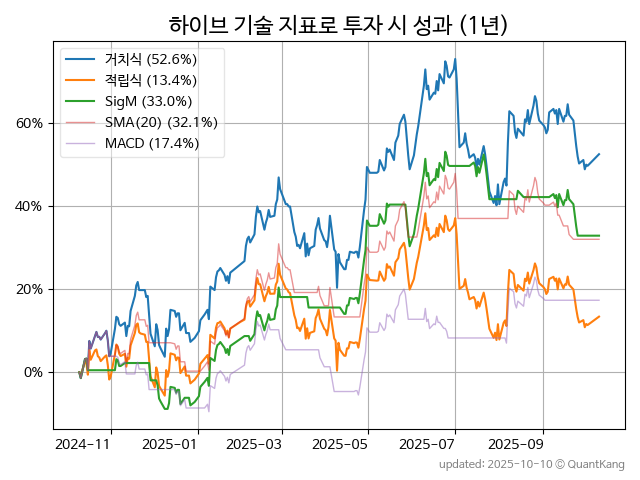 하이브 기술 지표로 투자 시 성과 (1년)
거치식 (52.6%)
적립식 (13.4%)
SigM (33.0%)
SMA(20) (32.1%)
MACD (17.4%)
60%
40%
20%
0%
2024-11
2025-01
2025-03
2025-05
2025-07
2025-09
updated: 2025-10-10 © QuantKang